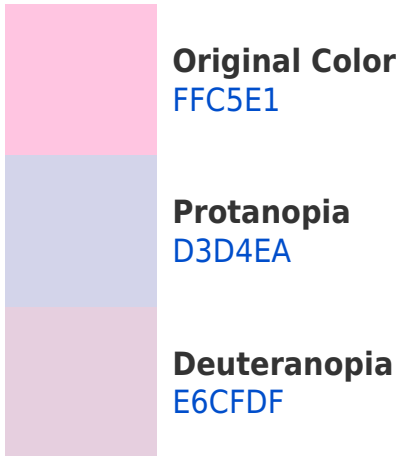 Original Color
FFC5E1
Protanopia
D3D4EA
Deuteranopia
E6CFDF